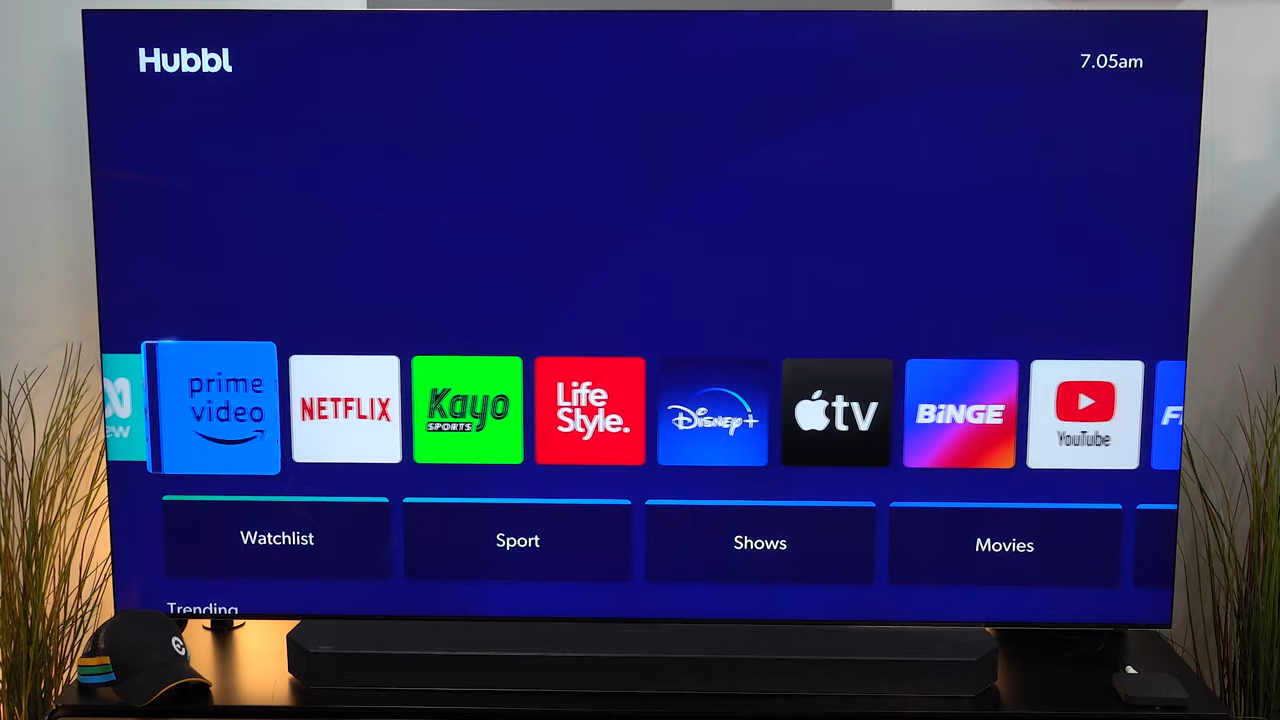 Hubbl
7.05am
ew
prime
video
NETFLIX
Kayo
SPORTS
Life
Style.
Disney+
tv
BiNGE
YouTube
F
Watchlist
Sport
Shows
Movies
Trending